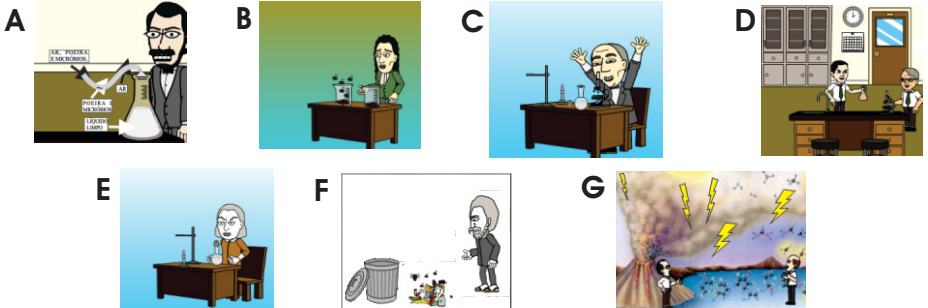 A
AR, POEIRA
E MICRÓBIOS.
AR
POEIRA E
MICRÓBIOS
LÍQUIDO
LIMPO
B
C
D
E
F
G